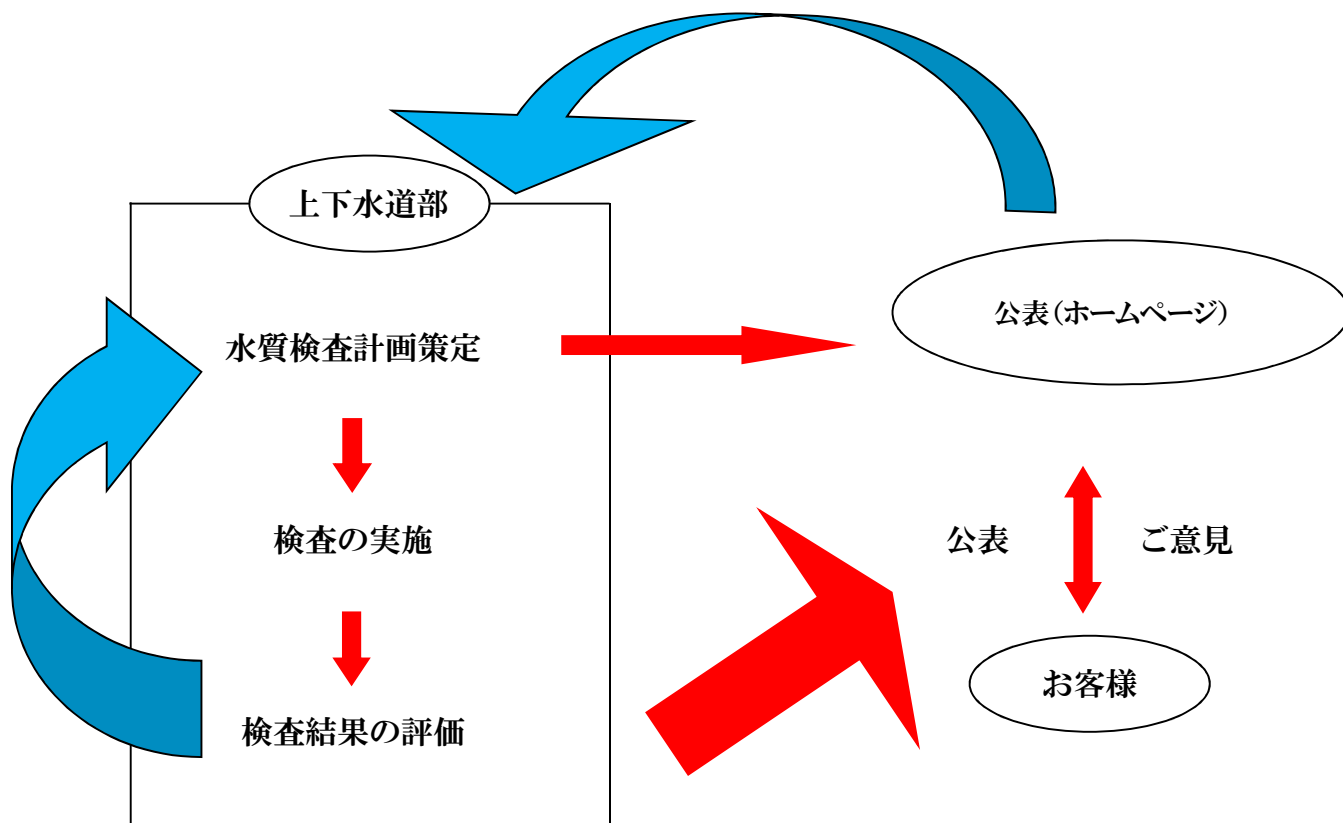 上下水道部
水質検査計画策定
検査の実施
検査結果の評価
公表（ホームページ）
公表
ご意見
お客様